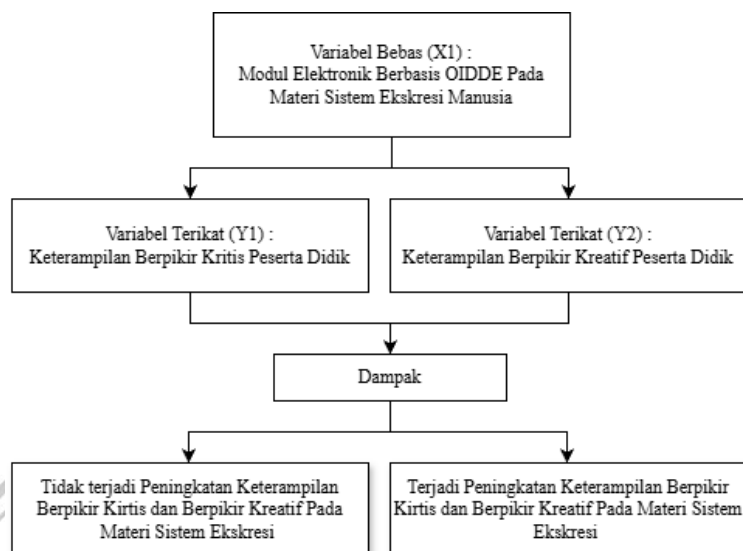 Variabel Bebas (X1) :
Modul Elektronik Berbasis OIDDE Pada
Materi Sistem Ekskresi Manusia
Variabel Terikat (Y1) :
Keterampilan Berpikir Kritis Peserta Didik
Variabel Terikat (Y2) :
Keterampilan Berpikir Kreatif Peserta Didik
Dampak
Tidak terjadi Peningkatan Keterampilan
Berpikir Kirtis dan Berpikir Kreatif Pada
Materi Sistem Ekskresi
Terjadi Peningkatan Keterampilan Berpikir
Kirtis dan Berpikir Kreatif Pada Materi Sistem
Ekskresi